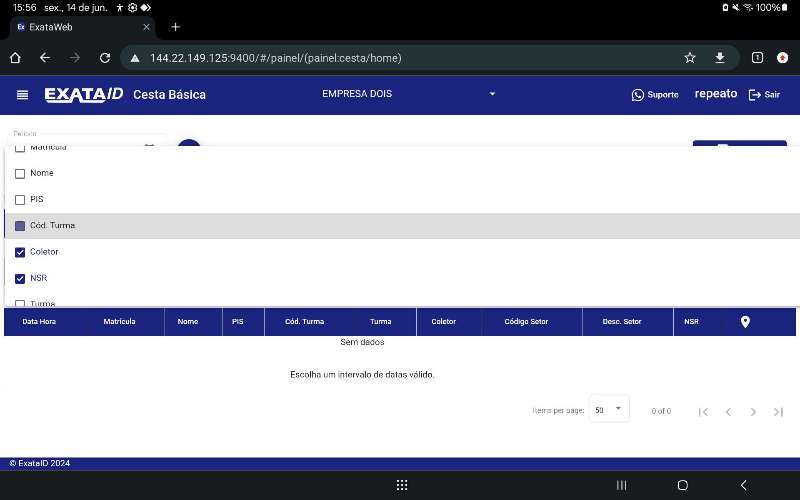 15:56 sex., 14 de jun. 100%
Ex ExataWeb
144.22.149.125:9400/#/painel/(painel:cesta/home)
1
EXATAID Cesta Básica EMPRESA DOIS Suporte repeato Sair
Período
Matrícula
Nome
PIS
Cód. Turma
Coletor
NSR
Turma
Data Hora Matrícula Nome PIS Cód. Turma Turma Coletor Código Setor Desc. Setor NSR
Sem dados
Escolha um intervalo de datas válido.
Items per page: 50 0 of 0
© ExataID 2024